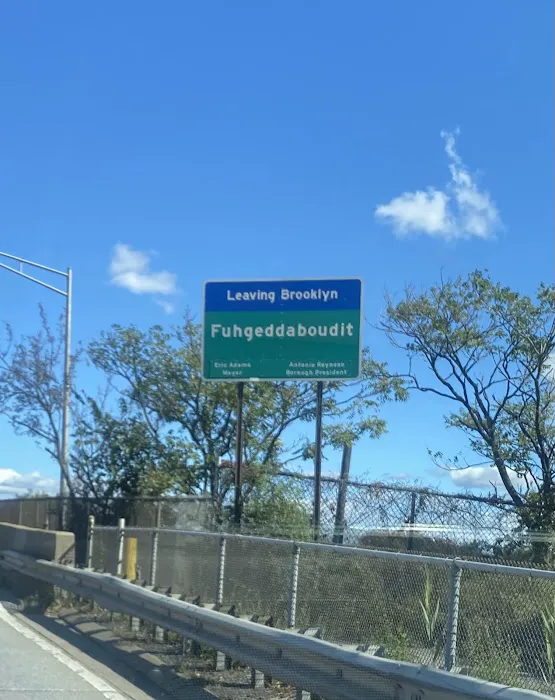 Leaving Brooklyn
Fuhgeddaboudit
Eric Adams Antonio Reynoso
Mayor Borough President